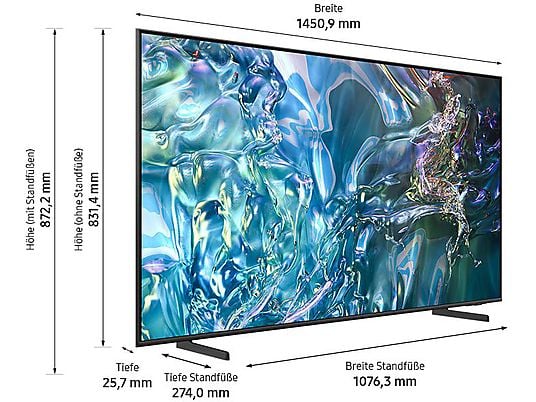 Breite
1450,9 mm
Höhe (mit Standfüßen)
872,2 mm
Höhe (ohne Standfüße)
831,4 mm
Tiefe
25,7 mm
Tiefe Standfüße
274,0 mm
Breite Standfüße
1076,3 mm